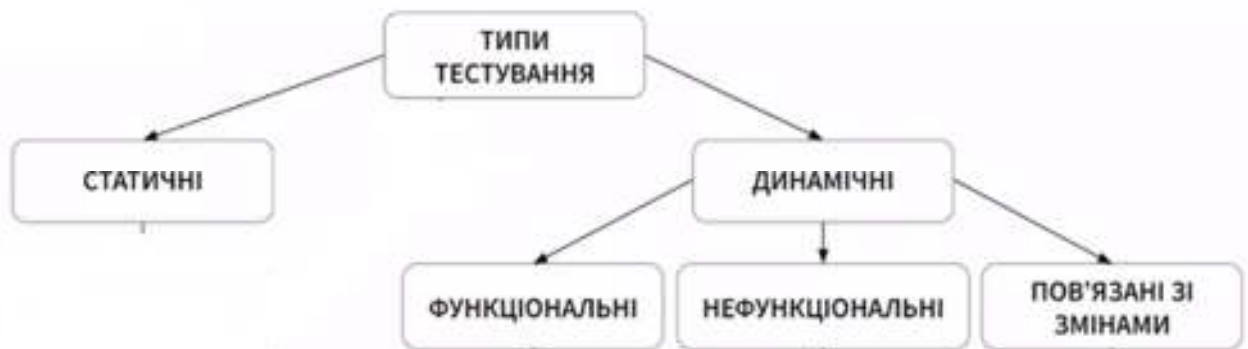 ТИПИ
ТЕСТУВАННЯ
СТАТИЧНІ
ДИНАМІЧНІ
ФУНКЦІОНАЛЬНІ
НЕФУНКЦІОНАЛЬНІ
ПОВ'ЯЗАНІ ЗІ
ЗМІНАМИ